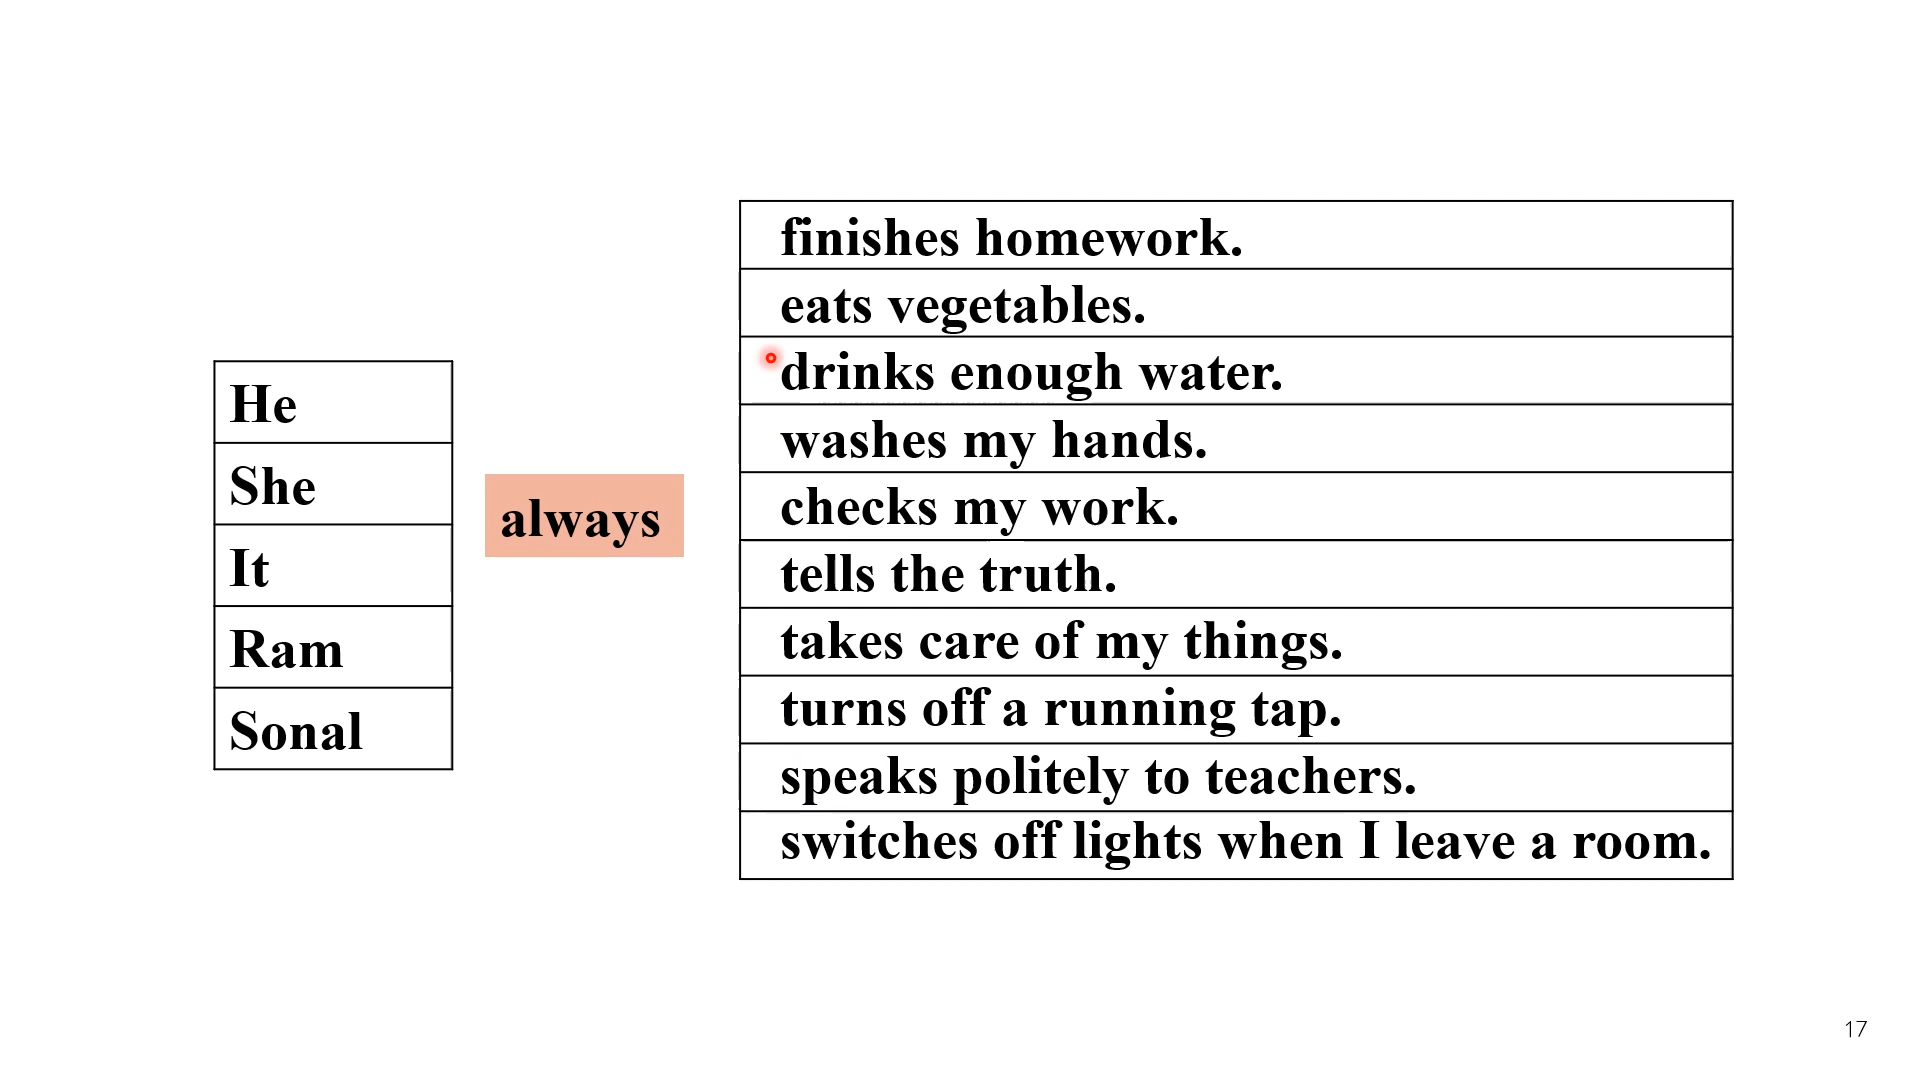 He
She
It
Ram
Sonal
always
finishes homework.
eats vegetables.
drinks enough water.
washes my hands.
checks my work.
tells the truth.
takes care of my things.
turns off a running tap.
speaks politely to teachers.
switches off lights when I leave a room.
17